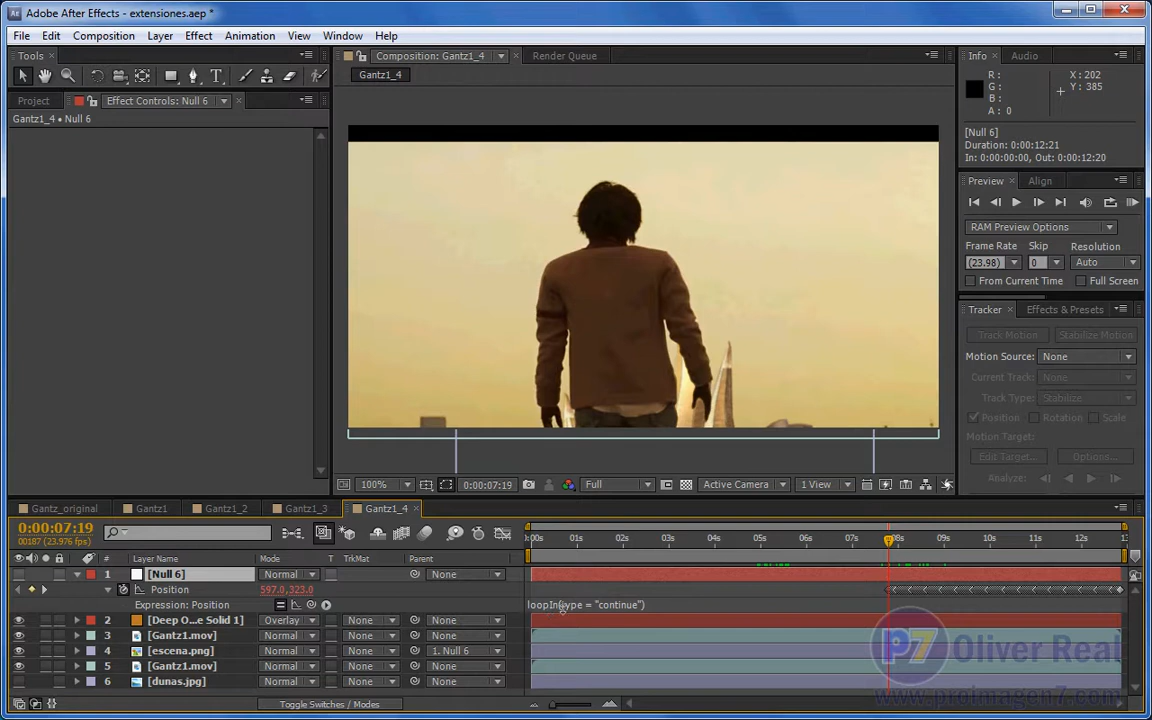 Adobe After Effects - extensiones.aep *
File Edit Composition Layer Effect Animation View Window Help
Tools
Composition: Gantz1_4
Render Queue
Info
Audio
Gantz1_4
R:
G:
B:
A: 0
X: 202
Y: 385
Project
Effect Controls: Null 6
Gantz1_4 • Null 6
[Null 6]
Duration: 0:00:12:21
In: 0:00:00:00, Out: 0:00:12:20
Preview
Align
RAM Preview Options
Frame Rate
Skip
Resolution
(23.98)
0
Auto
From Current Time
Full Screen
Tracker
Effects & Presets
Track Motion
Stabilize Motion
Motion Source: None
Current Track: None
Track Type: Stabilize
Position
Rotation
Scale
Motion Target:
Edit Target...
Options...
Analyze:
100%
0:00:07:19
Full
Active Camera
1 View
Gantz_original
Gantz1
Gantz1_2
Gantz1_3
Gantz1_4
0:00:07:19
00187 (23.976 fps)
#
Layer Name
Mode
T
TrkMat
Parent
0:00s 01s 02s 03s 04s 05s 06s 07s 08s 09s 10s 11s 12s 13
1 [Null 6] Normal None
Position 597.0,323.0
Expression: Position
loopIn(type = "continue")
2 [Deep O...e Solid 1] Overlay None None
3 [Gantz1.mov] Normal None None
4 [escena.png] Normal None 1. Null 6
5 [Gantz1.mov] Normal None None
6 [dunas.jpg] Normal None None
Toggle Switches / Modes
P7 Oliver Real
www.proimagen7.com